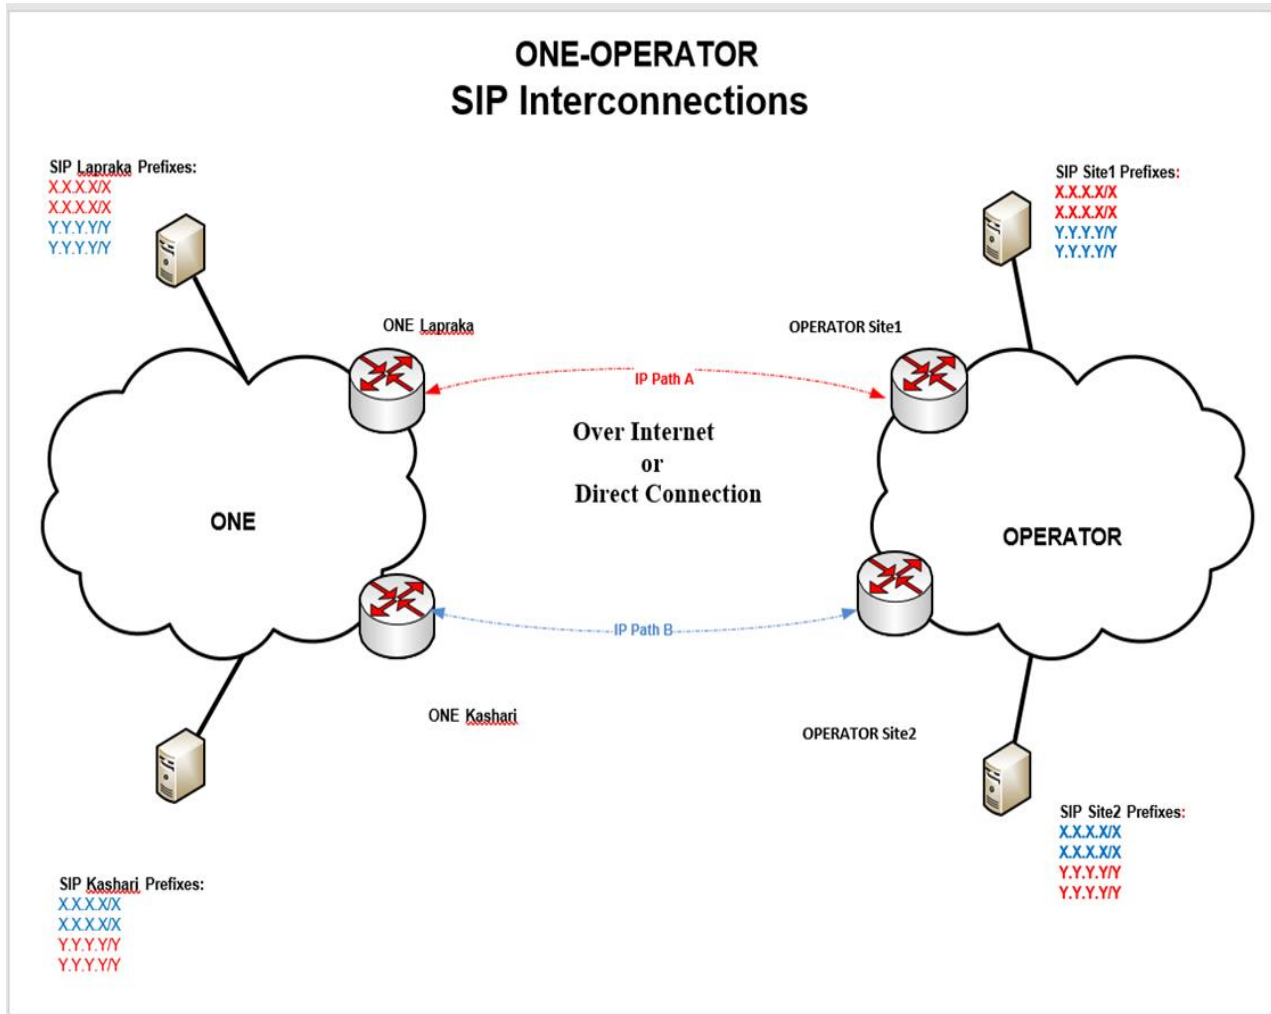 ONE-OPERATOR
SIP Interconnections
SIP Lapraka Prefixes:
X.X.X.X/X
X.X.X.X/X
Y.Y.Y.Y/Y
Y.Y.Y.Y/Y
SIP Site1 Prefixes:
X.X.X.X/X
X.X.X.X/X
Y.Y.Y.Y/Y
Y.Y.Y.Y/Y
ONE Lapraka
OPERATOR Site1
IP Path A
Over Internet
or
Direct Connection
ONE
OPERATOR
IP Path B
ONE Kashari
OPERATOR Site2
SIP Site2 Prefixes:
X.X.X.X/X
X.X.X.X/X
Y.Y.Y.Y/Y
Y.Y.Y.Y/Y
SIP Kashari Prefixes:
X.X.X.X/X
X.X.X.X/X
Y.Y.Y.Y/Y
Y.Y.Y.Y/Y